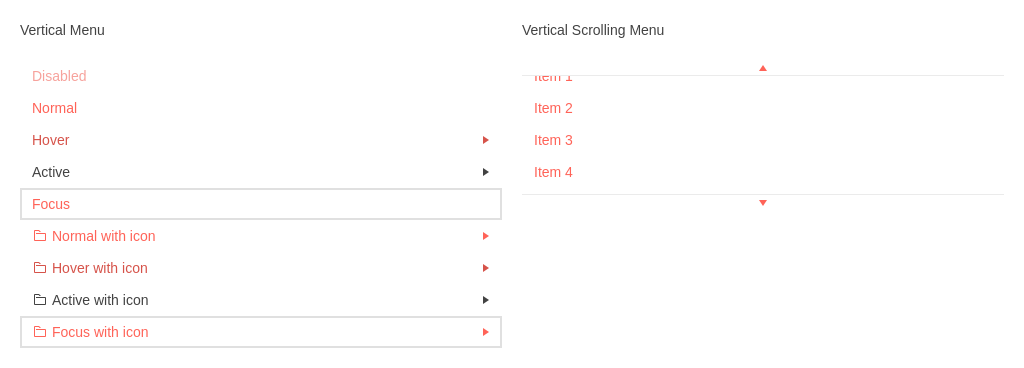 Vertical Menu
Disabled
Normal
Hover
Active
Focus
Normal with icon
Hover with icon
Active with icon
Focus with icon
Vertical Scrolling Menu
Item 1
Item 2
Item 3
Item 4